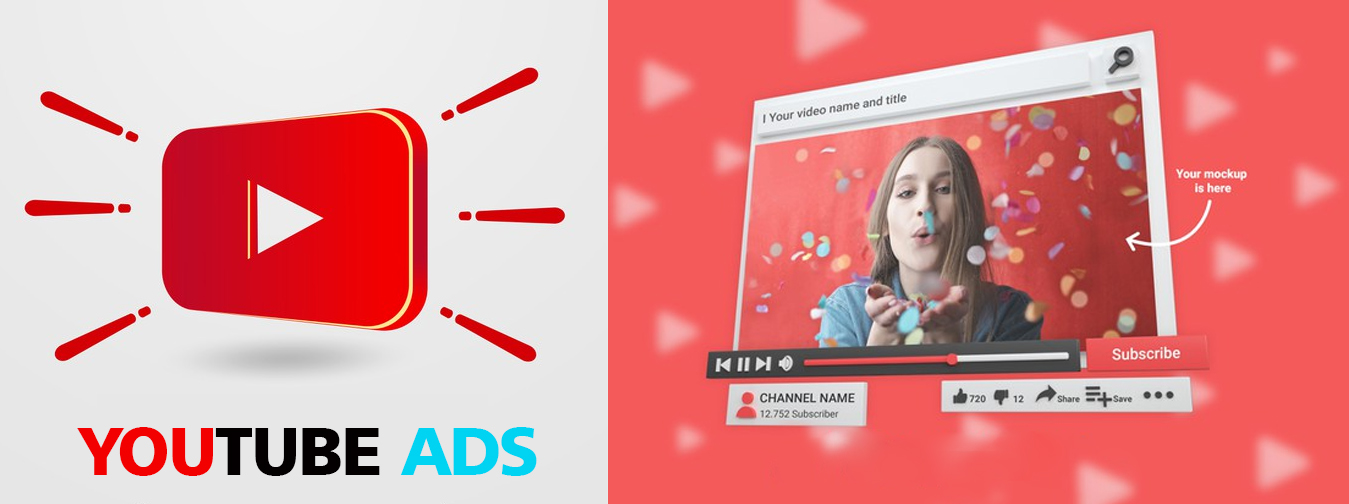 YOUTUBE ADS
I Your video name and title
Your mockup
is here
Subscribe
CHANNEL NAME
12.752 Subscriber
720
12
Share
Save